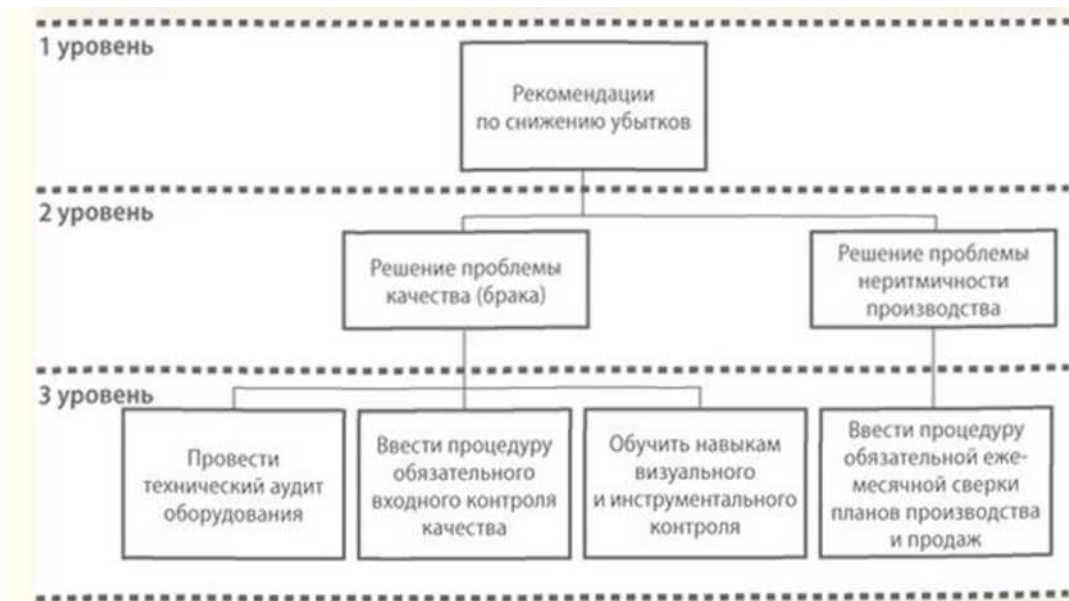 1 уровень
Рекомендации
по снижению убытков
2 уровень
Решение проблемы
качества (брака)
Решение проблемы
неритмичности
производства
3 уровень
Провести
технический аудит
оборудования
Ввести процедуру
обязательного
входного контроля
качества
Обучить навыкам
визуального
и инструментального
контроля
Ввести процедуру
обязательной еже-
месячной сверки
планов производства
и продаж